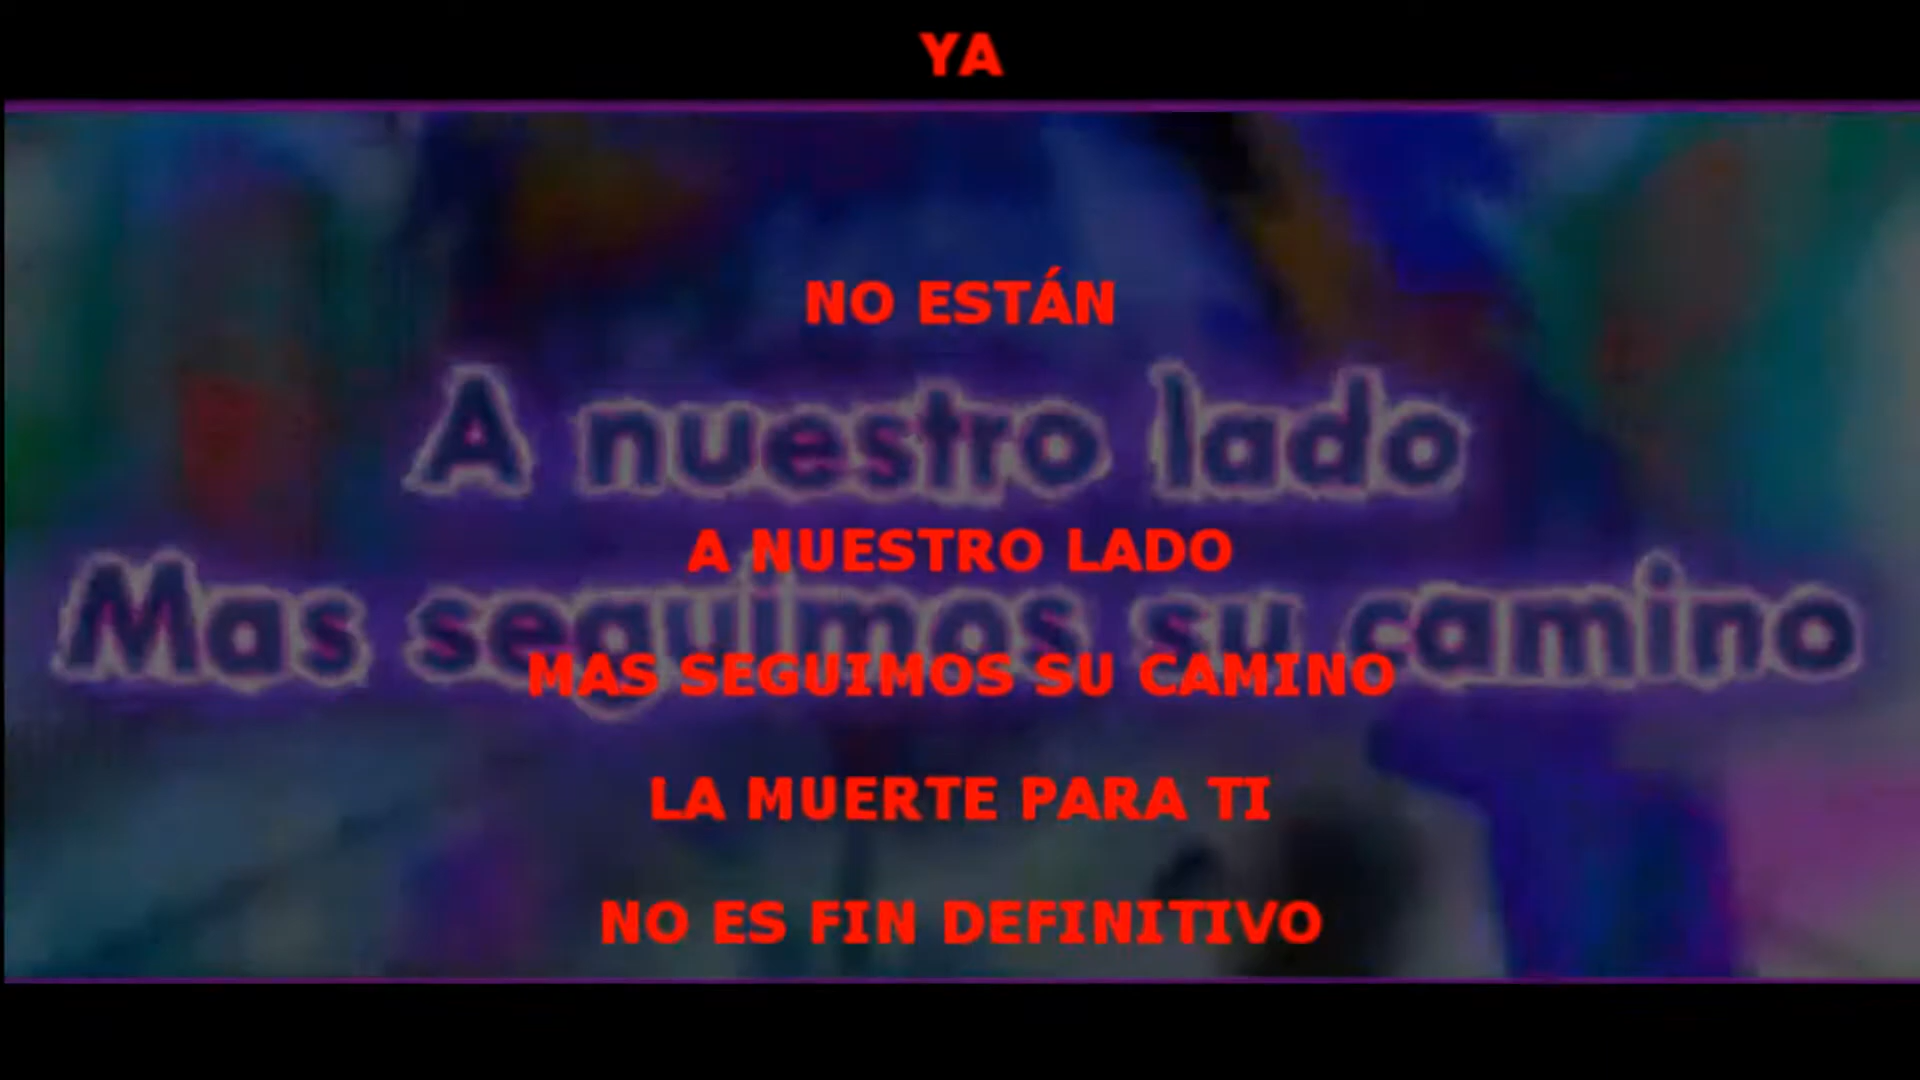 YA
NO ESTÁN
A nuestro lado
A NUESTRO LADO
Mas seguimos su camino
MAS SEGUIMOS SU CAMINO
LA MUERTE PARA TI
NO ES FIN DEFINITIVO